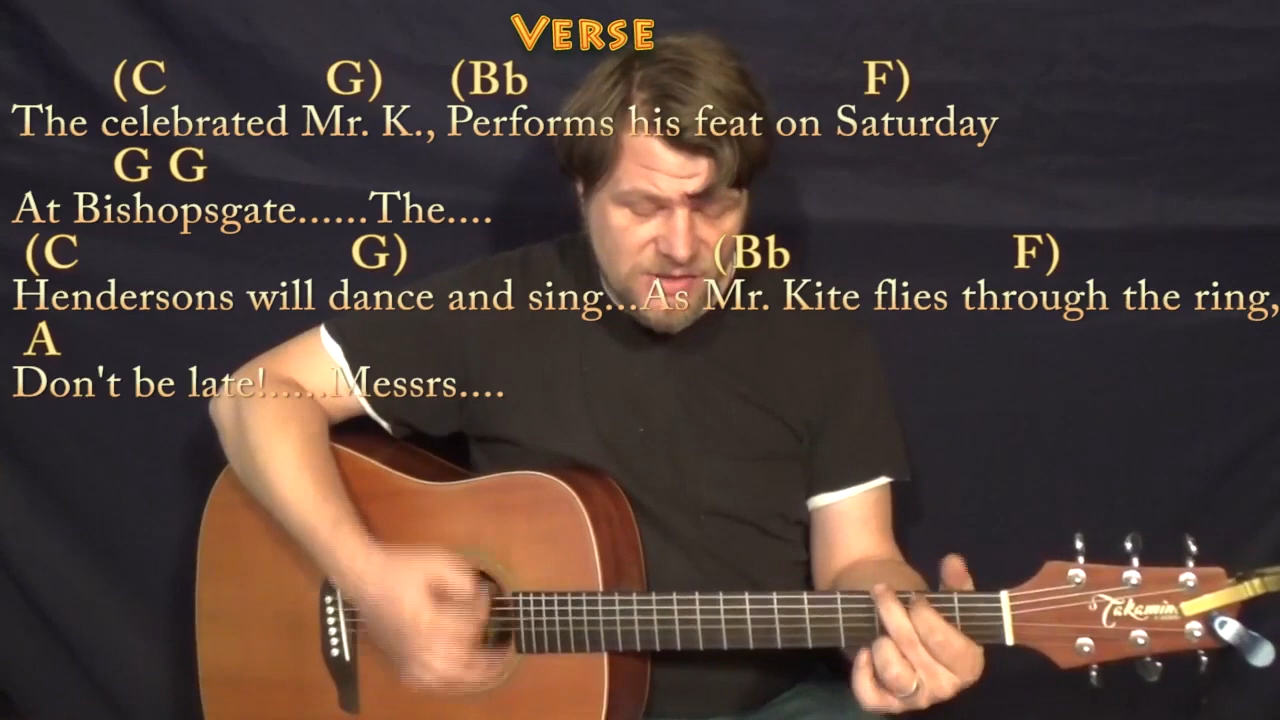 VERSE
(C G) (Bb F)
The celebrated Mr. K., Performs his feat on Saturday
G G
At Bishopsgate......The....
(C G) (Bb F)
Hendersons will dance and sing...As Mr. Kite flies through the ring,
A
Don't be late!.....Messrs....
Takamin